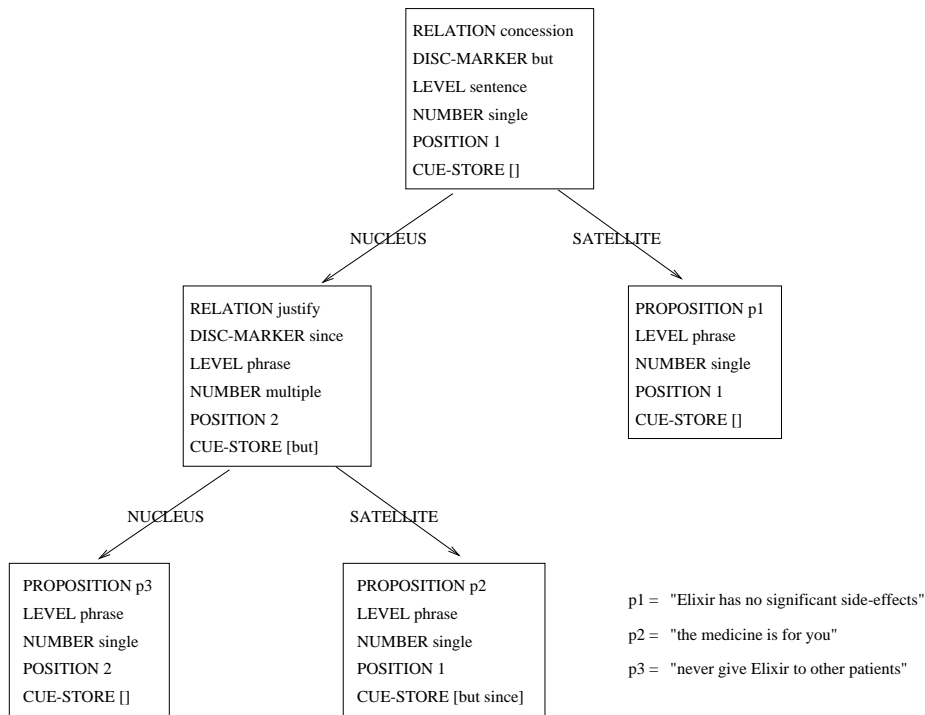 RELATION concession
DISC-MARKER but
LEVEL sentence
NUMBER single
POSITION 1
CUE-STORE []
NUCLEUS
SATELLITE
RELATION justify
DISC-MARKER since
LEVEL phrase
NUMBER multiple
POSITION 2
CUE-STORE [but]
PROPOSITION p1
LEVEL phrase
NUMBER single
POSITION 1
CUE-STORE []
NUCLEUS
SATELLITE
PROPOSITION p3
LEVEL phrase
NUMBER single
POSITION 2
CUE-STORE []
PROPOSITION p2
LEVEL phrase
NUMBER single
POSITION 1
CUE-STORE [but since]
p1 = "Elixir has no significant side-effects"
p2 = "the medicine is for you"
p3 = "never give Elixir to other patients"